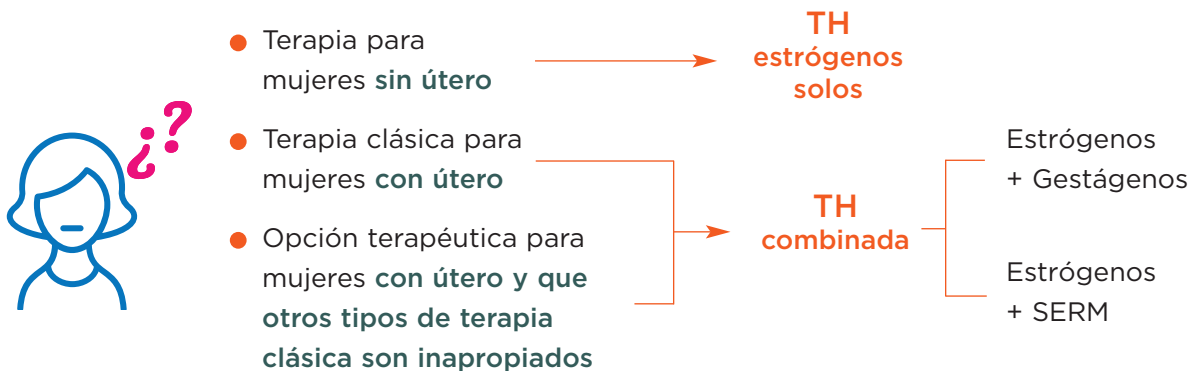 ¿?
● Terapia para
mujeres sin útero
TH
estrógenos
solos
● Terapia clásica para
mujeres con útero
● Opción terapéutica para
mujeres con útero y que
otros tipos de terapia
clásica son inapropiados
TH
combinada
Estrógenos
+ Gestágenos
Estrógenos
+ SERM